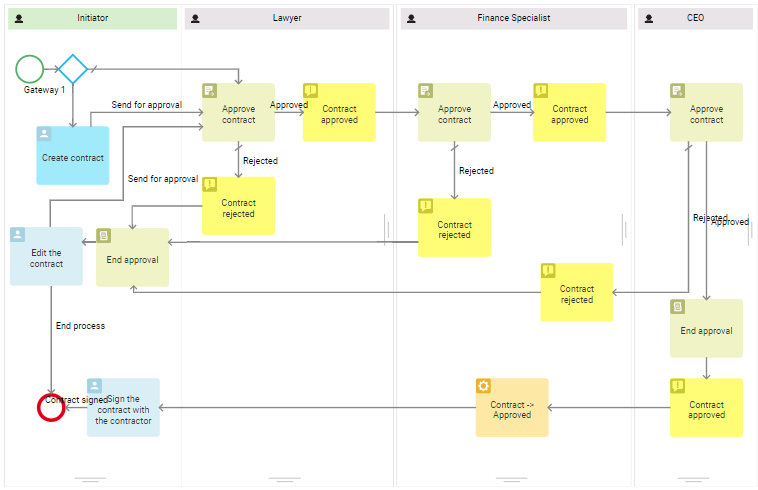 Initiator
Lawyer
Finance Specialist
CEO
Gateway 1
Send for approval
Create contract
Approve
contract
Approved
Contract
approved
Approve
contract
Approved
Contract
approved
Approve
contract
Rejected
Rejected
Send for approval
Contract
rejected
Contract
rejected
Rejected
Approved
Edit the
contract
End approval
Contract
rejected
End process
End approval
Contract signed
Sign the
contract with
the contractor
Contract ->
Approved
Contract
approved